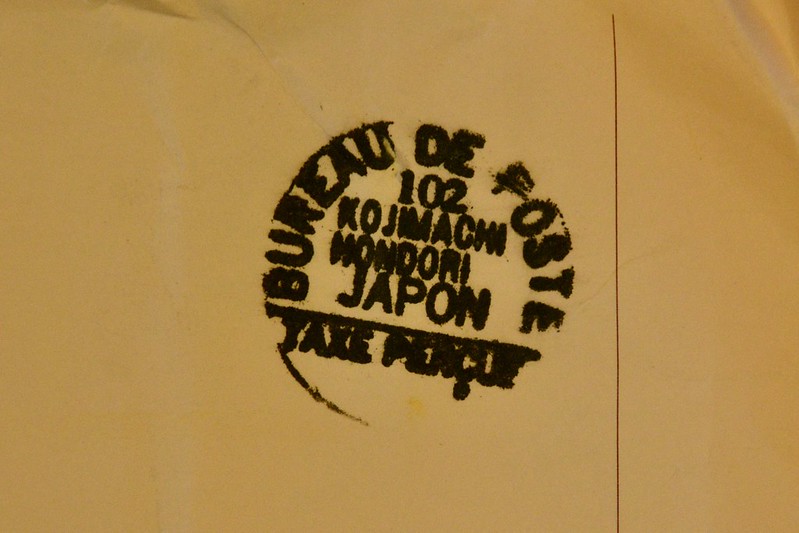 BUREAU DE POSTE
102
KOJIMACHI
HONDORI
JAPON
TAXE PERÇUE